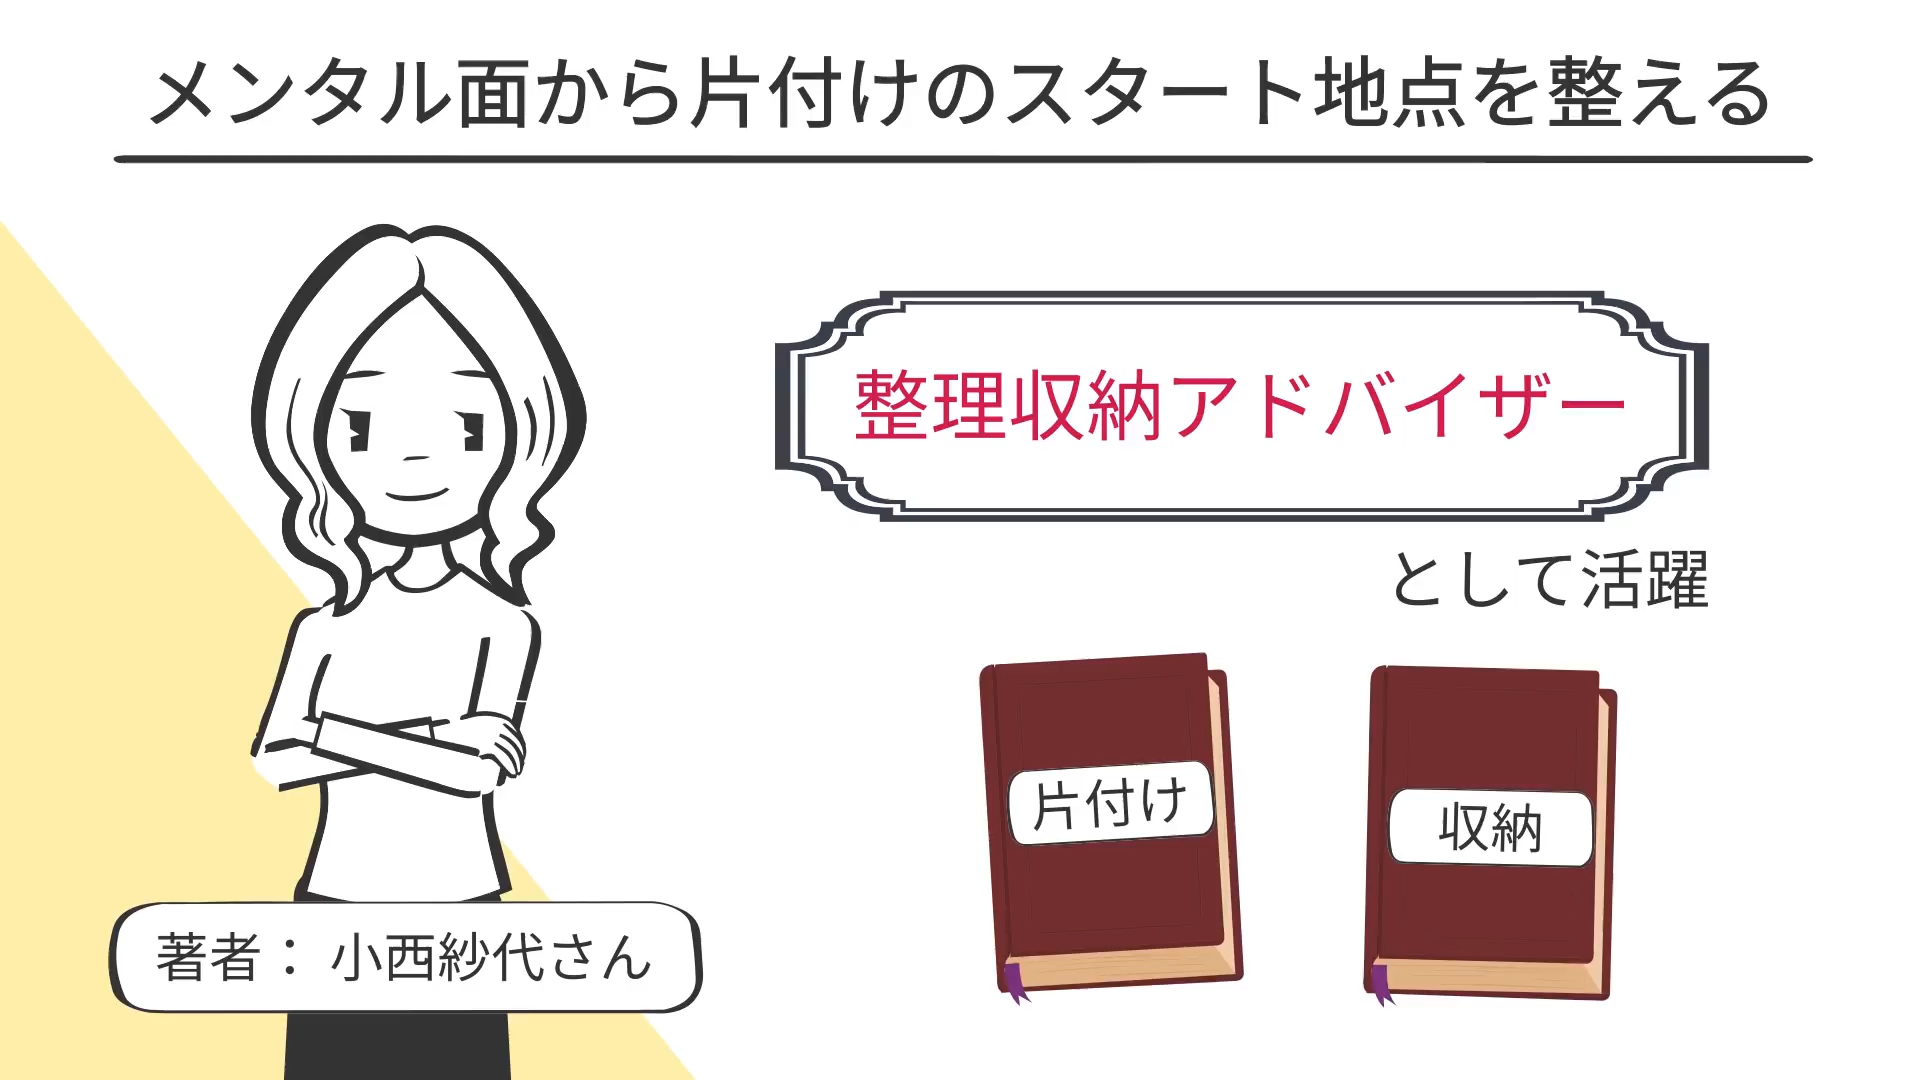 メンタル面から片付けのスタート地点を整える
整理収納アドバイザー
として活躍
片付け
収納
著者： 小西紗代さん